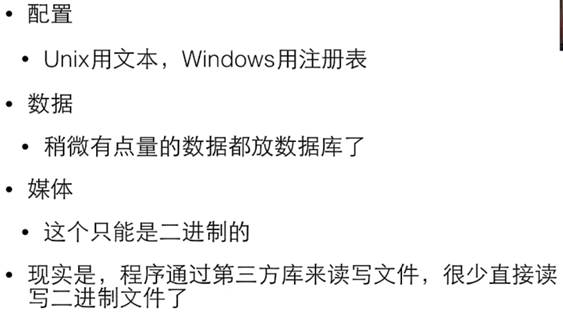 • 配置
• Unix用文本，Windows用注册表
• 数据
• 稍微有点量的数据都放数据库了
• 媒体
• 这个只能是二进制的
• 现实是，程序通过第三方库来读写文件，很少直接读
写二进制文件了